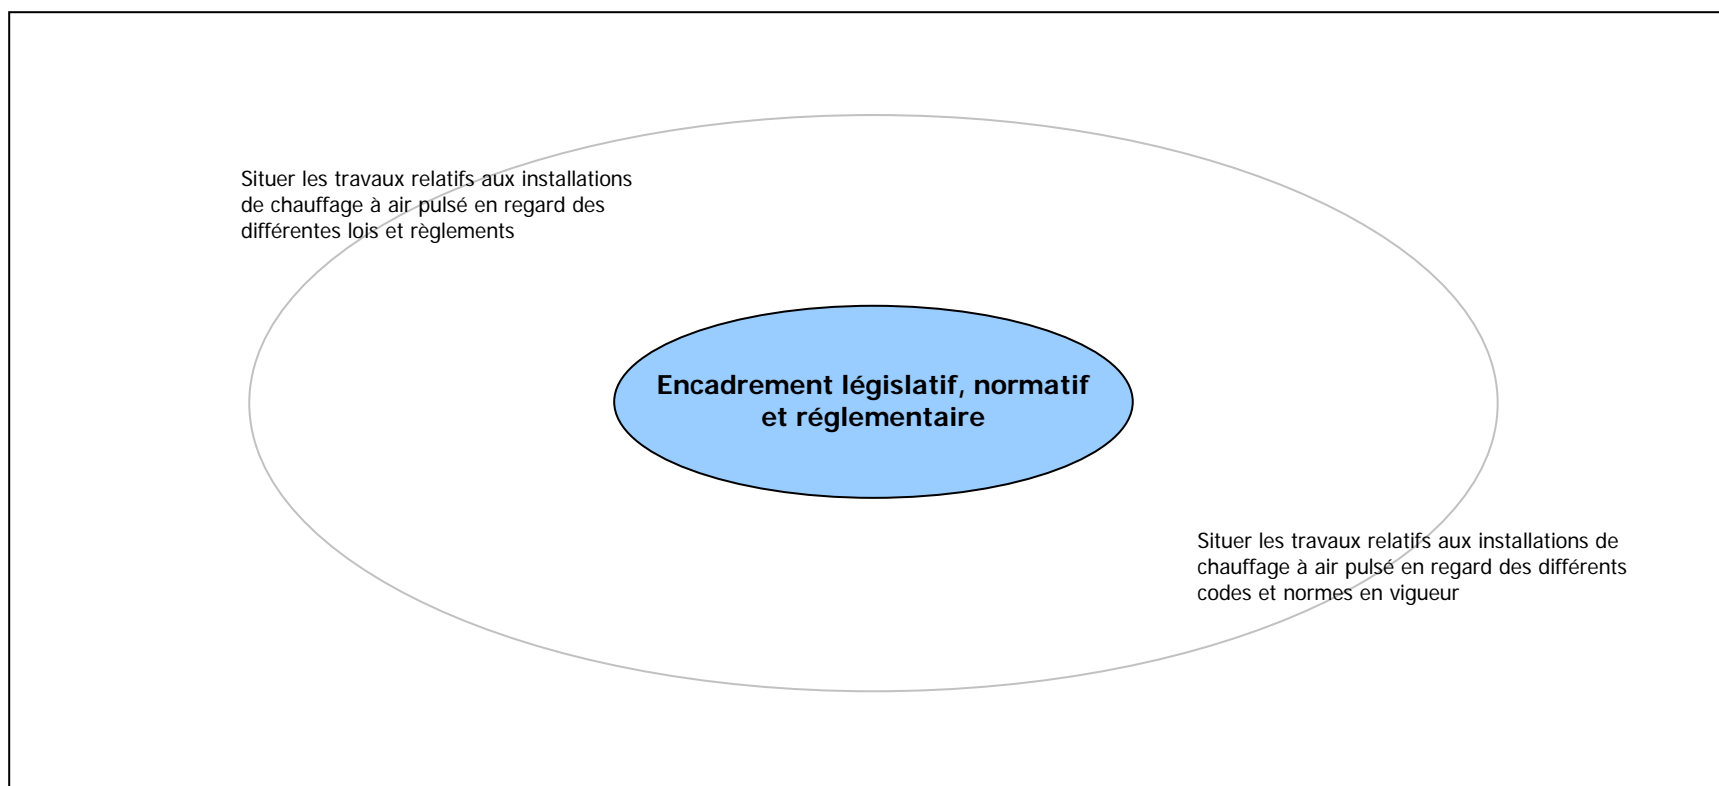 Situer les travaux relatifs aux installations
de chauffage à air pulsé en regard des
différentes lois et règlements
Encadrement législatif, normatif
et réglementaire
Situer les travaux relatifs aux installations de
chauffage à air pulsé en regard des différents
codes et normes en vigueur